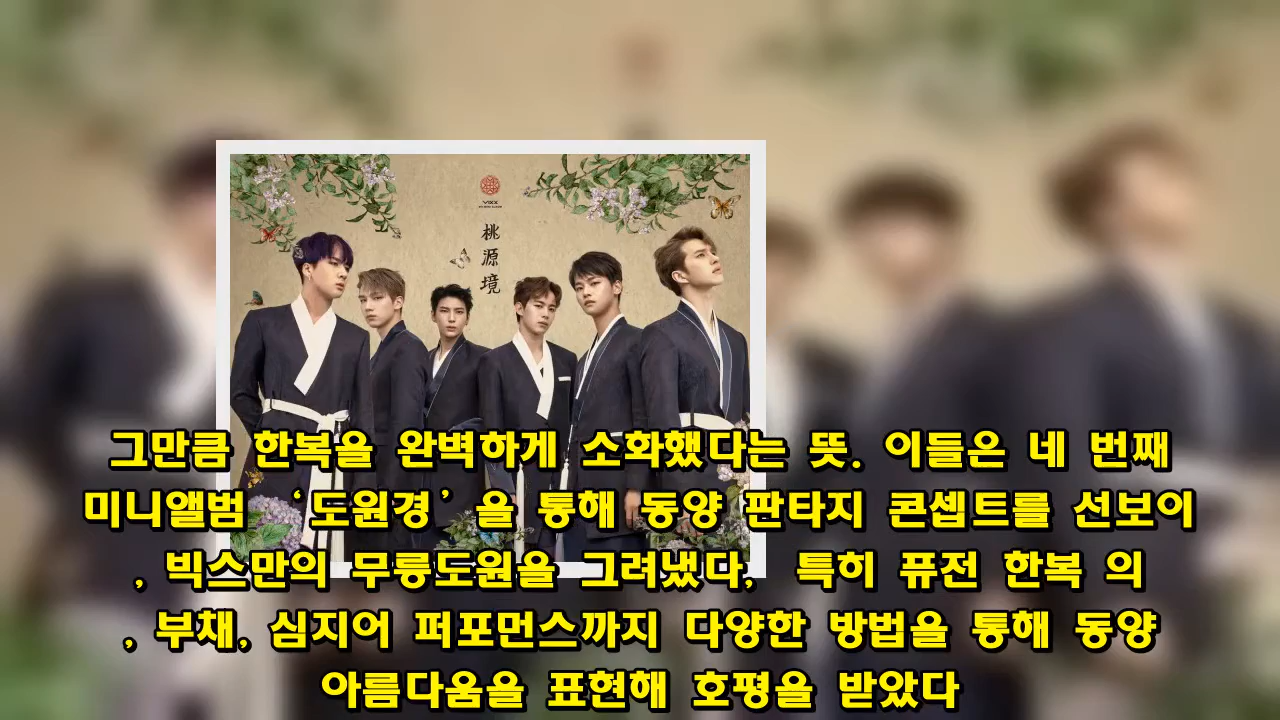 VIXX
桃
源
境
그만큼 한복을 완벽하게 소화했다는 뜻. 이들은 네 번째
미니앨범 ‘도원경’을 통해 동양 판타지 콘셉트를 선보이
, 빅스만의 무릉도원을 그려냈다, 특히 퓨전 한복 의
, 부채, 심지어 퍼포먼스까지 다양한 방법을 통해 동양
아름다움을 표현해 호평을 받았다